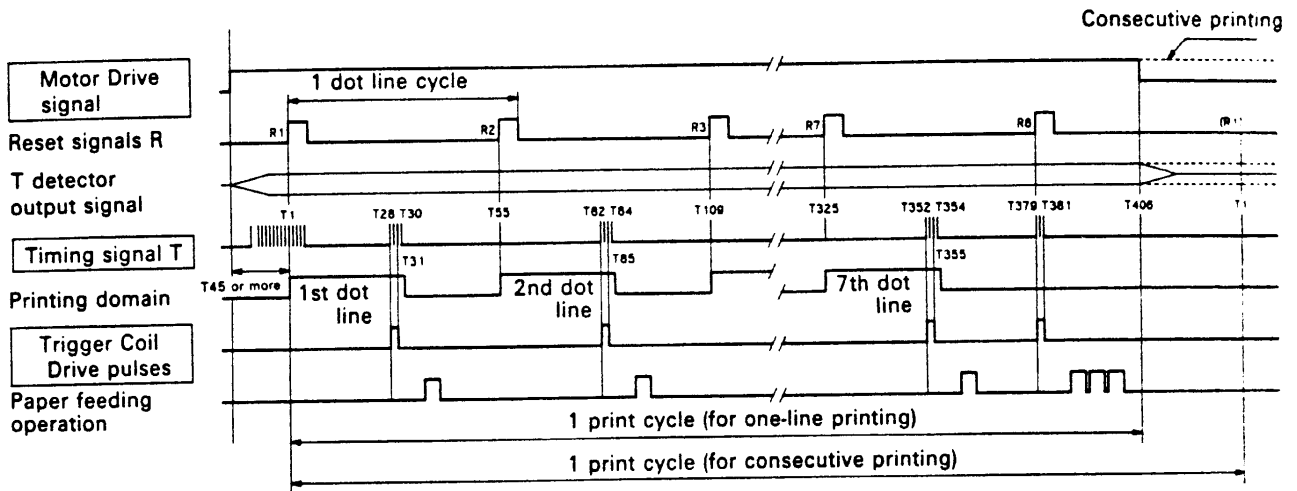 Consecutive printing
Motor Drive
signal
1 dot line cycle
Reset signals R
R1
R2
R3
R7
R8
(R1)
T detector
output signal
T1
T28
T30
T55
T82
T84
T109
T325
T352
T354
T379
T381
T406
T1
Timing signal T
T31
T85
T355
T45 or more
Printing domain
1st dot
line
2nd dot
line
7th dot
line
Trigger Coil
Drive pulses
Paper feeding
operation
1 print cycle (for one-line printing)
1 print cycle (for consecutive printing)